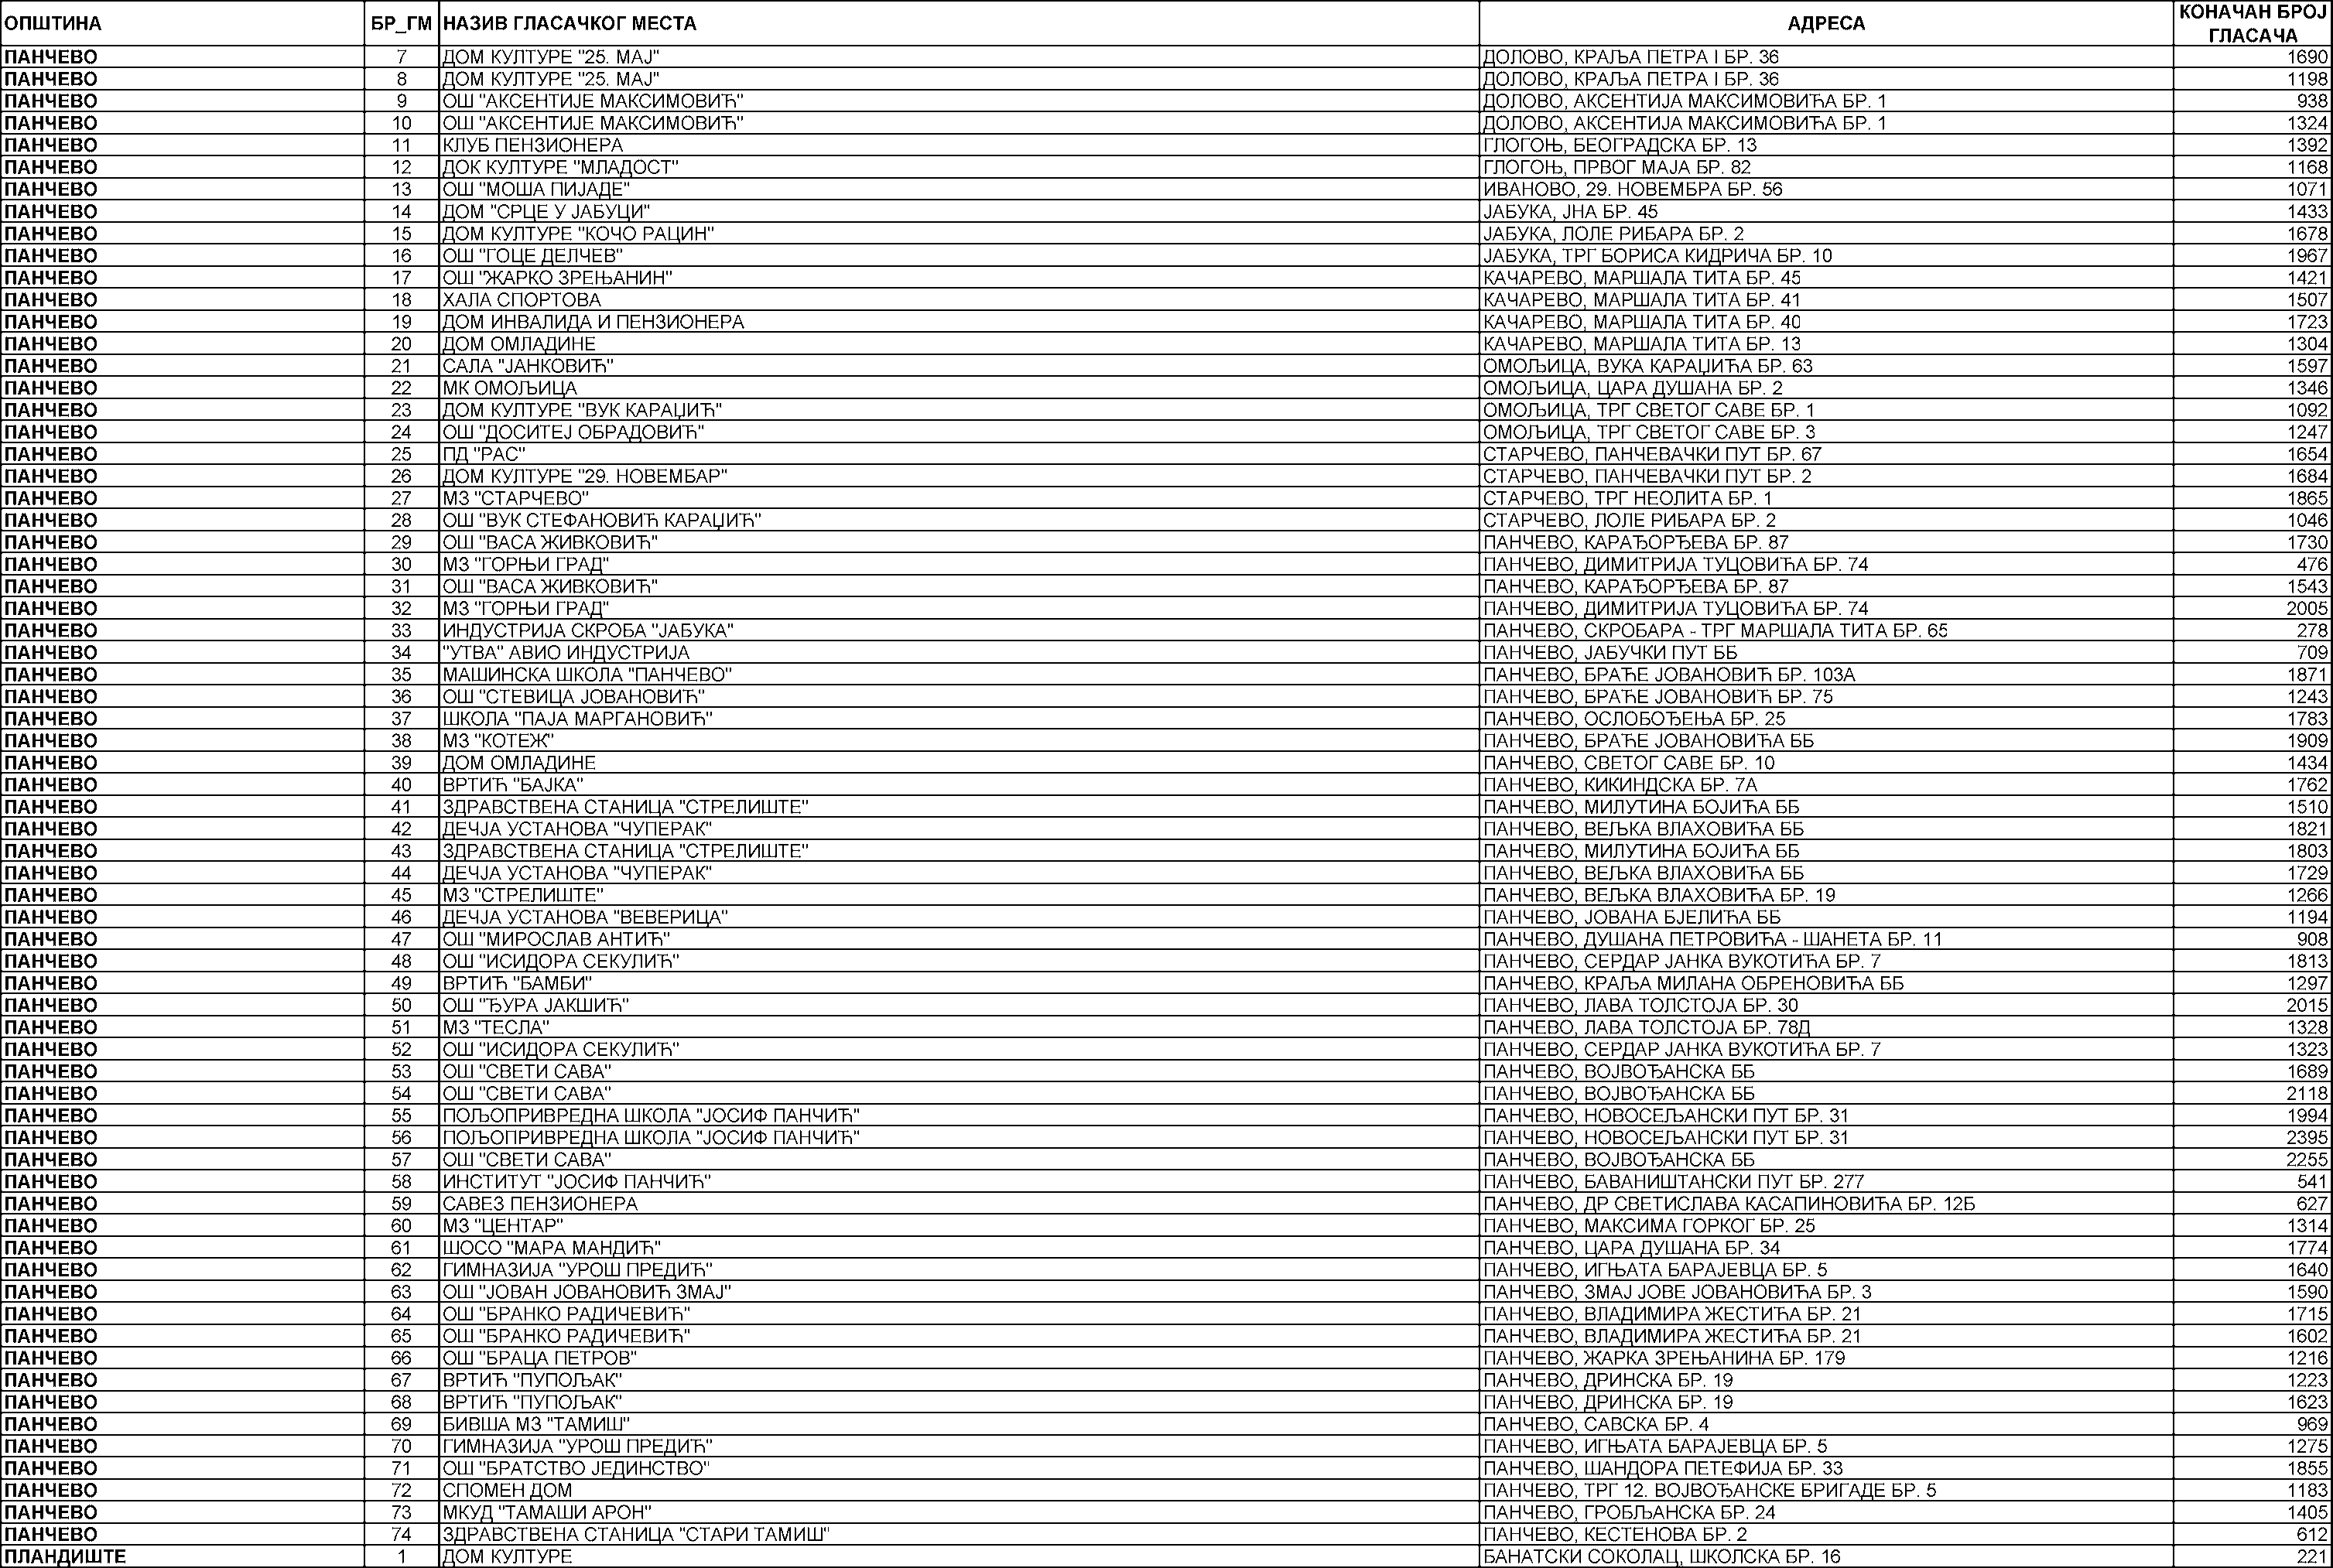 ОПШТИНА БР_ГМ НАЗИВ ГЛАСАЧКОГ МЕСТА АДРЕСА КОНАЧАН БРОЈ ГЛАСАЧА
ПАНЧЕВО 7 ДОМ КУЛТУРЕ "25. МАЈ" ДОЛОВО, КРАЉА ПЕТРА I БР. 36 1690
ПАНЧЕВО 8 ДОМ КУЛТУРЕ "25. МАЈ" ДОЛОВО, КРАЉА ПЕТРА I БР. 36 1198
ПАНЧЕВО 9 ОШ "АКСЕНТИЈЕ МАКСИМОВИЋ" ДОЛОВО, АКСЕНТИЈА МАКСИМОВИЋА БР. 1 938
ПАНЧЕВО 10 ОШ "АКСЕНТИЈЕ МАКСИМОВИЋ" ДОЛОВО, АКСЕНТИЈА МАКСИМОВИЋА БР. 1 1324
ПАНЧЕВО 11 КЛУБ ПЕНЗИОНЕРА ГЛОГОЊ, БЕОГРАДСКА БР. 13 1392
ПАНЧЕВО 12 ДОК КУЛТУРЕ "МЛАДОСТ" ГЛОГОЊ, ПРВОГ МАЈА БР. 82 1168
ПАНЧЕВО 13 ОШ "МОША ПИЈАДЕ" ИВАНОВО, 29. НОВЕМБРА БР. 56 1071
ПАНЧЕВО 14 ДОМ "СРЦЕ У ЈАБУЦИ" ЈАБУКА, ЈНА БР. 45 1433
ПАНЧЕВО 15 ДОМ КУЛТУРЕ "КОЧО РАЦИН" ЈАБУКА, ЛОЛЕ РИБАРА БР. 2 1678
ПАНЧЕВО 16 ОШ "ГОЦЕ ДЕЛЧЕВ" ЈАБУКА, ТРГ БОРИСА КИДРИЧА БР. 10 1967
ПАНЧЕВО 17 ОШ "ЖАРКО ЗРЕЊАНИН" КАЧАРЕВО, МАРШАЛА ТИТА БР. 45 1421
ПАНЧЕВО 18 ХАЛА СПОРТОВА КАЧАРЕВО, МАРШАЛА ТИТА БР. 41 1507
ПАНЧЕВО 19 ДОМ ИНВАЛИДА И ПЕНЗИОНЕРА КАЧАРЕВО, МАРШАЛА ТИТА БР. 40 1723
ПАНЧЕВО 20 ДОМ ОМЛАДИНЕ КАЧАРЕВО, МАРШАЛА ТИТА БР. 13 1304
ПАНЧЕВО 21 САЛА "ЈАНКОВИЋ" ОМОЉИЦА, ВУКА КАРАЏИЋА БР. 63 1597
ПАНЧЕВО 22 МК ОМОЉИЦА ОМОЉИЦА, ЦАРА ДУШАНА БР. 2 1346
ПАНЧЕВО 23 ДОМ КУЛТУРЕ "ВУК КАРАЏИЋ" ОМОЉИЦА, ТРГ СВЕТОГ САВЕ БР. 1 1092
ПАНЧЕВО 24 ОШ "ДОСИТЕЈ ОБРАДОВИЋ" ОМОЉИЦА, ТРГ СВЕТОГ САВЕ БР. 3 1247
ПАНЧЕВО 25 ПД "РАС" СТАРЧЕВО, ПАНЧЕВАЧКИ ПУТ БР. 67 1654
ПАНЧЕВО 26 ДОМ КУЛТУРЕ "29. НОВЕМБАР" СТАРЧЕВО, ПАНЧЕВАЧКИ ПУТ БР. 2 1684
ПАНЧЕВО 27 МЗ "СТАРЧЕВО" СТАРЧЕВО, ТРГ НЕОЛИТА БР. 1 1865
ПАНЧЕВО 28 ОШ "ВУК СТЕФАНОВИЋ КАРАЏИЋ" СТАРЧЕВО, ЛОЛЕ РИБАРА БР. 2 1046
ПАНЧЕВО 29 ОШ "ВАСА ЖИВКОВИЋ" ПАНЧЕВО, КАРАЂОРЂЕВА БР. 87 1730
ПАНЧЕВО 30 МЗ "ГОРЊИ ГРАД" ПАНЧЕВО, ДИМИТРИЈА ТУЦОВИЋА БР. 74 476
ПАНЧЕВО 31 ОШ "ВАСА ЖИВКОВИЋ" ПАНЧЕВО, КАРАЂОРЂЕВА БР. 87 1543
ПАНЧЕВО 32 МЗ "ГОРЊИ ГРАД" ПАНЧЕВО, ДИМИТРИЈА ТУЦОВИЋА БР. 74 2005
ПАНЧЕВО 33 ИНДУСТРИЈА СКРОБА "ЈАБУКА" ПАНЧЕВО, СКРОБАРА - ТРГ МАРШАЛА ТИТА БР. 65 278
ПАНЧЕВО 34 "УТВА" АВИО ИНДУСТРИЈА ПАНЧЕВО, ЈАБУЧКИ ПУТ ББ 709
ПАНЧЕВО 35 МАШИНСКА ШКОЛА "ПАНЧЕВО" ПАНЧЕВО, БРАЋЕ ЈОВАНОВИЋ БР. 103А 1871
ПАНЧЕВО 36 ОШ "СТЕВИЦА ЈОВАНОВИЋ" ПАНЧЕВО, БРАЋЕ ЈОВАНОВИЋ БР. 75 1243
ПАНЧЕВО 37 ШКОЛА "ПАЈА МАРГАНОВИЋ" ПАНЧЕВО, ОСЛОБОЂЕЊА БР. 25 1783
ПАНЧЕВО 38 МЗ "КОТЕЖ" ПАНЧЕВО, БРАЋЕ ЈОВАНОВИЋА ББ 1909
ПАНЧЕВО 39 ДОМ ОМЛАДИНЕ ПАНЧЕВО, СВЕТОГ САВЕ БР. 10 1434
ПАНЧЕВО 40 ВРТИЋ "БАЈКА" ПАНЧЕВО, КИКИНДСКА БР. 7А 1762
ПАНЧЕВО 41 ЗДРАВСТВЕНА СТАНИЦА "СТРЕЛИШТЕ" ПАНЧЕВО, МИЛУТИНА БОЈИЋА ББ 1510
ПАНЧЕВО 42 ДЕЧЈА УСТАНОВА "ЧУПЕРАК" ПАНЧЕВО, ВЕЉКА ВЛАХОВИЋА ББ 1821
ПАНЧЕВО 43 ЗДРАВСТВЕНА СТАНИЦА "СТРЕЛИШТЕ" ПАНЧЕВО, МИЛУТИНА БОЈИЋА ББ 1803
ПАНЧЕВО 44 ДЕЧЈА УСТАНОВА "ЧУПЕРАК" ПАНЧЕВО, ВЕЉКА ВЛАХОВИЋА ББ 1729
ПАНЧЕВО 45 МЗ "СТРЕЛИШТЕ" ПАНЧЕВО, ВЕЉКА ВЛАХОВИЋА БР. 19 1266
ПАНЧЕВО 46 ДЕЧЈА УСТАНОВА "ВЕВЕРИЦА" ПАНЧЕВО, ЈОВАНА БЈЕЛИЋА ББ 1194
ПАНЧЕВО 47 ОШ "МИРОСЛАВ АНТИЋ" ПАНЧЕВО, ДУШАНА ПЕТРОВИЋА - ШАНЕТА БР. 11 908
ПАНЧЕВО 48 ОШ "ИСИДОРА СЕКУЛИЋ" ПАНЧЕВО, СЕРДАР ЈАНКА ВУКОТИЋА БР. 7 1813
ПАНЧЕВО 49 ВРТИЋ "БАМБИ" ПАНЧЕВО, КРАЉА МИЛАНА ОБРЕНОВИЋА ББ 1297
ПАНЧЕВО 50 ОШ "ЂУРА ЈАКШИЋ" ПАНЧЕВО, ЛАВА ТОЛСТОЈА БР. 30 2015
ПАНЧЕВО 51 МЗ "ТЕСЛА" ПАНЧЕВО, ЛАВА ТОЛСТОЈА БР. 78Д 1328
ПАНЧЕВО 52 ОШ "ИСИДОРА СЕКУЛИЋ" ПАНЧЕВО, СЕРДАР ЈАНКА ВУКОТИЋА БР. 7 1323
ПАНЧЕВО 53 ОШ "СВЕТИ САВА" ПАНЧЕВО, ВОЈВОЂАНСКА ББ 1689
ПАНЧЕВО 54 ОШ "СВЕТИ САВА" ПАНЧЕВО, ВОЈВОЂАНСКА ББ 2118
ПАНЧЕВО 55 ПОЉОПРИВРЕДНА ШКОЛА "ЈОСИФ ПАНЧИЋ" ПАНЧЕВО, НОВОСЕЉАНСКИ ПУТ БР. 31 1994
ПАНЧЕВО 56 ПОЉОПРИВРЕДНА ШКОЛА "ЈОСИФ ПАНЧИЋ" ПАНЧЕВО, НОВОСЕЉАНСКИ ПУТ БР. 31 2395
ПАНЧЕВО 57 ОШ "СВЕТИ САВА" ПАНЧЕВО, ВОЈВОЂАНСКА ББ 2255
ПАНЧЕВО 58 ИНСТИТУТ "ЈОСИФ ПАНЧИЋ" ПАНЧЕВО, БАВАНИШТАНСКИ ПУТ БР. 277 541
ПАНЧЕВО 59 САВЕЗ ПЕНЗИОНЕРА ПАНЧЕВО, ДР СВЕТИСЛАВА КАСАПИНОВИЋА БР. 12Б 627
ПАНЧЕВО 60 МЗ "ЦЕНТАР" ПАНЧЕВО, МАКСИМА ГОРКОГ БР. 25 1314
ПАНЧЕВО 61 ШОСО "МАРА МАНДИЋ" ПАНЧЕВО, ЦАРА ДУШАНА БР. 34 1774
ПАНЧЕВО 62 ГИМНАЗИЈА "УРОШ ПРЕДИЋ" ПАНЧЕВО, ИГЊАТА БАРАЈЕВЦА БР. 5 1640
ПАНЧЕВО 63 ОШ "ЈОВАН ЈОВАНОВИЋ ЗМАЈ" ПАНЧЕВО, ЗМАЈ ЈОВЕ ЈОВАНОВИЋА БР. 3 1590
ПАНЧЕВО 64 ОШ "БРАНКО РАДИЧЕВИЋ" ПАНЧЕВО, ВЛАДИМИРА ЖЕСТИЋА БР. 21 1715
ПАНЧЕВО 65 ОШ "БРАНКО РАДИЧЕВИЋ" ПАНЧЕВО, ВЛАДИМИРА ЖЕСТИЋА БР. 21 1602
ПАНЧЕВО 66 ОШ "БРАЦА ПЕТРОВ" ПАНЧЕВО, ЖАРКА ЗРЕЊАНИНА БР. 179 1216
ПАНЧЕВО 67 ВРТИЋ "ПУПОЉАК" ПАНЧЕВО, ДРИНСКА БР. 19 1223
ПАНЧЕВО 68 ВРТИЋ "ПУПОЉАК" ПАНЧЕВО, ДРИНСКА БР. 19 1623
ПАНЧЕВО 69 БИВША МЗ "ТАМИШ" ПАНЧЕВО, САВСКА БР. 4 969
ПАНЧЕВО 70 ГИМНАЗИЈА "УРОШ ПРЕДИЋ" ПАНЧЕВО, ИГЊАТА БАРАЈЕВЦА БР. 5 1275
ПАНЧЕВО 71 ОШ "БРАТСТВО ЈЕДИНСТВО" ПАНЧЕВО, ШАНДОРА ПЕТЕФИЈА БР. 33 1855
ПАНЧЕВО 72 СПОМЕН ДОМ ПАНЧЕВО, ТРГ 12. ВОЈВОЂАНСКЕ БРИГАДЕ БР. 5 1183
ПАНЧЕВО 73 МКУД "ТАМАШИ АРОН" ПАНЧЕВО, ГРОБЉАНСКА БР. 24 1405
ПАНЧЕВО 74 ЗДРАВСТВЕНА СТАНИЦА "СТАРИ ТАМИШ" ПАНЧЕВО, КЕСТЕНОВА БР. 2 612
ПЛАНДИШТЕ 1 ДОМ КУЛТУРЕ БАНАТСКИ СОКОЛАЦ, ШКОЛСКА БР. 16 221